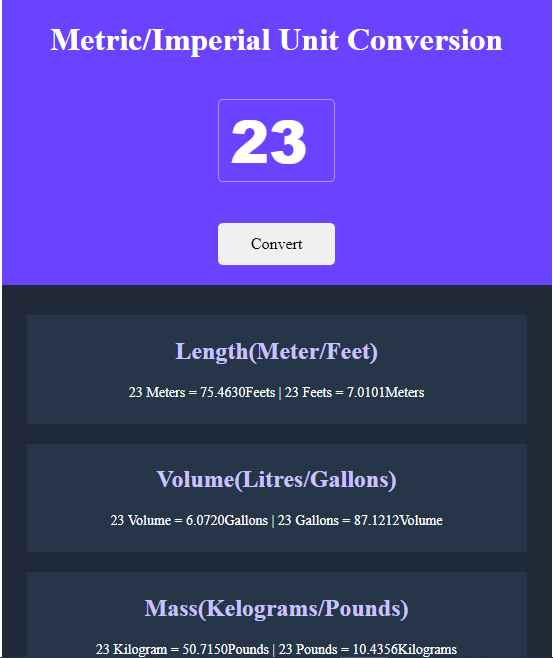 Metric/Imperial Unit Conversion
23
Convert
Length(Meter/Feet)
23 Meters = 75.4630Feets | 23 Feets = 7.0101Meters
Volume(Litres/Gallons)
23 Volume = 6.0720Gallons | 23 Gallons = 87.1212Volume
Mass(Kelograms/Pounds)
23 Kilogram = 50.7150Pounds | 23 Pounds = 10.4356Kilograms